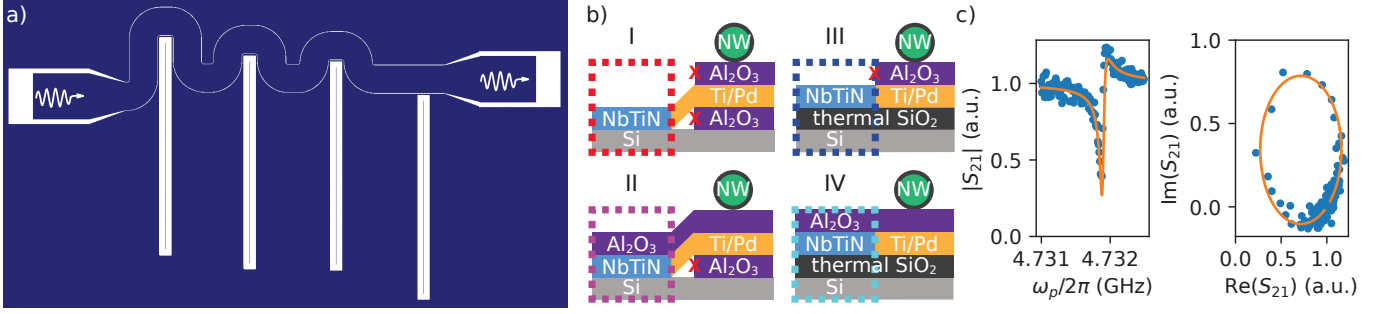 a)
b)
I
NW
X Al₂O₃
Ti/Pd
NbTiN
X Al₂O₃
Si
III
NW
X Al₂O₃
NbTiN Ti/Pd
thermal SiO₂
Si
II
NW
Al₂O₃
Ti/Pd
NbTiN
X Al₂O₃
Si
IV
NW
Al₂O₃
NbTiN Ti/Pd
thermal SiO₂
Si
c)
|S₂₁| (a.u.)
1.0
0.5
0.0
4.731 4.732
ωₚ/2π (GHz)
Im(S₂₁) (a.u.)
1.0
0.5
0.0
0.0 0.5 1.0
Re(S₂₁) (a.u.)